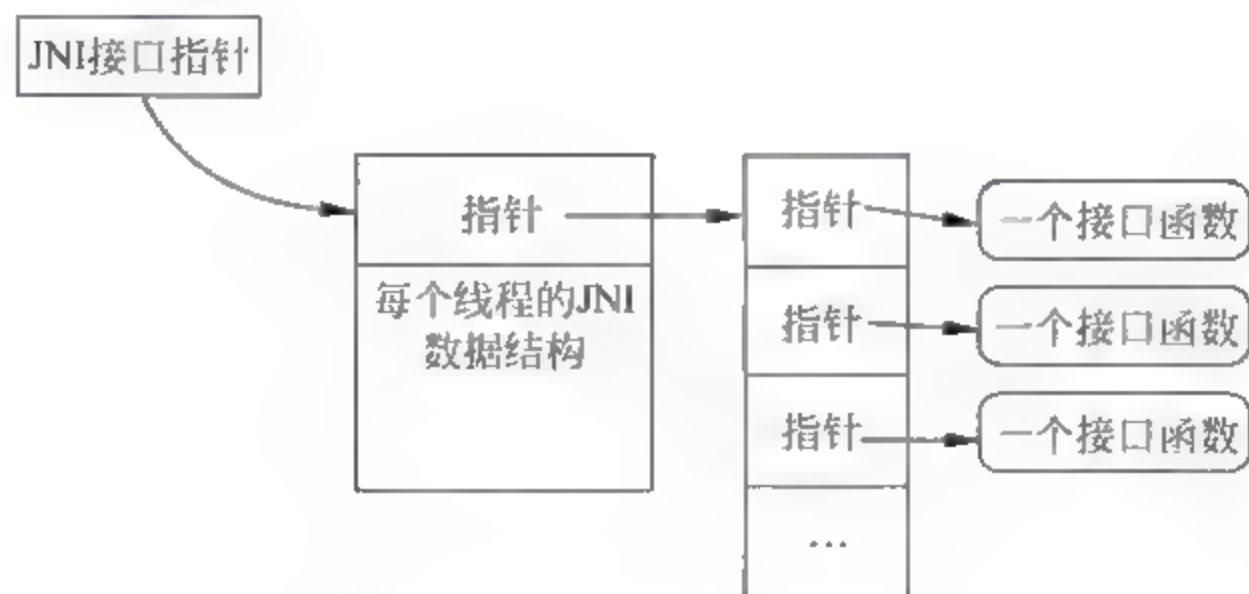 JNI接口指针
指针
每个线程的JNI
数据结构
指针
一个接口函数
指针
一个接口函数
指针
一个接口函数
…